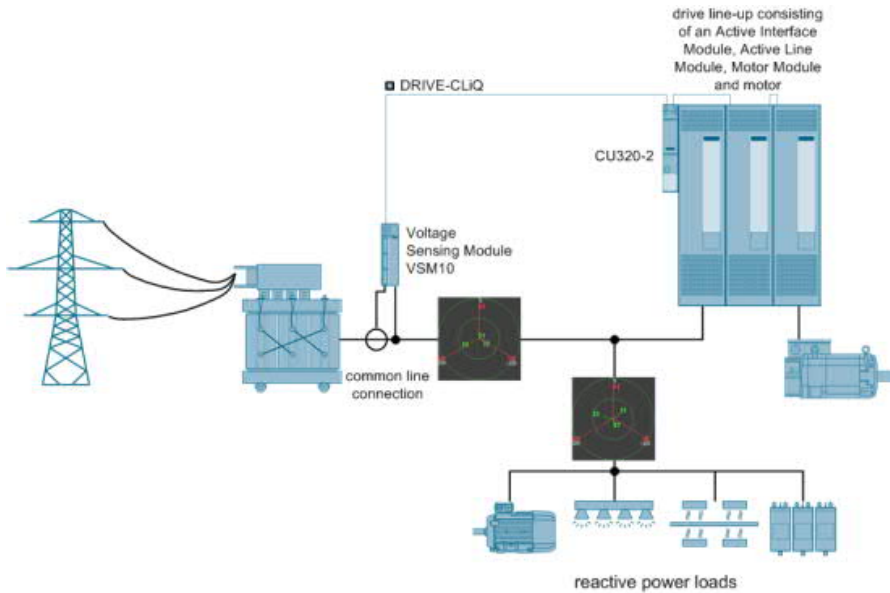 drive line-up consisting
of an Active Interface
Module, Active Line
Module, Motor Module
and motor
DRIVE-CLiQ
CU320-2
Voltage
Sensing Module
VSM10
common line
connection
reactive power loads